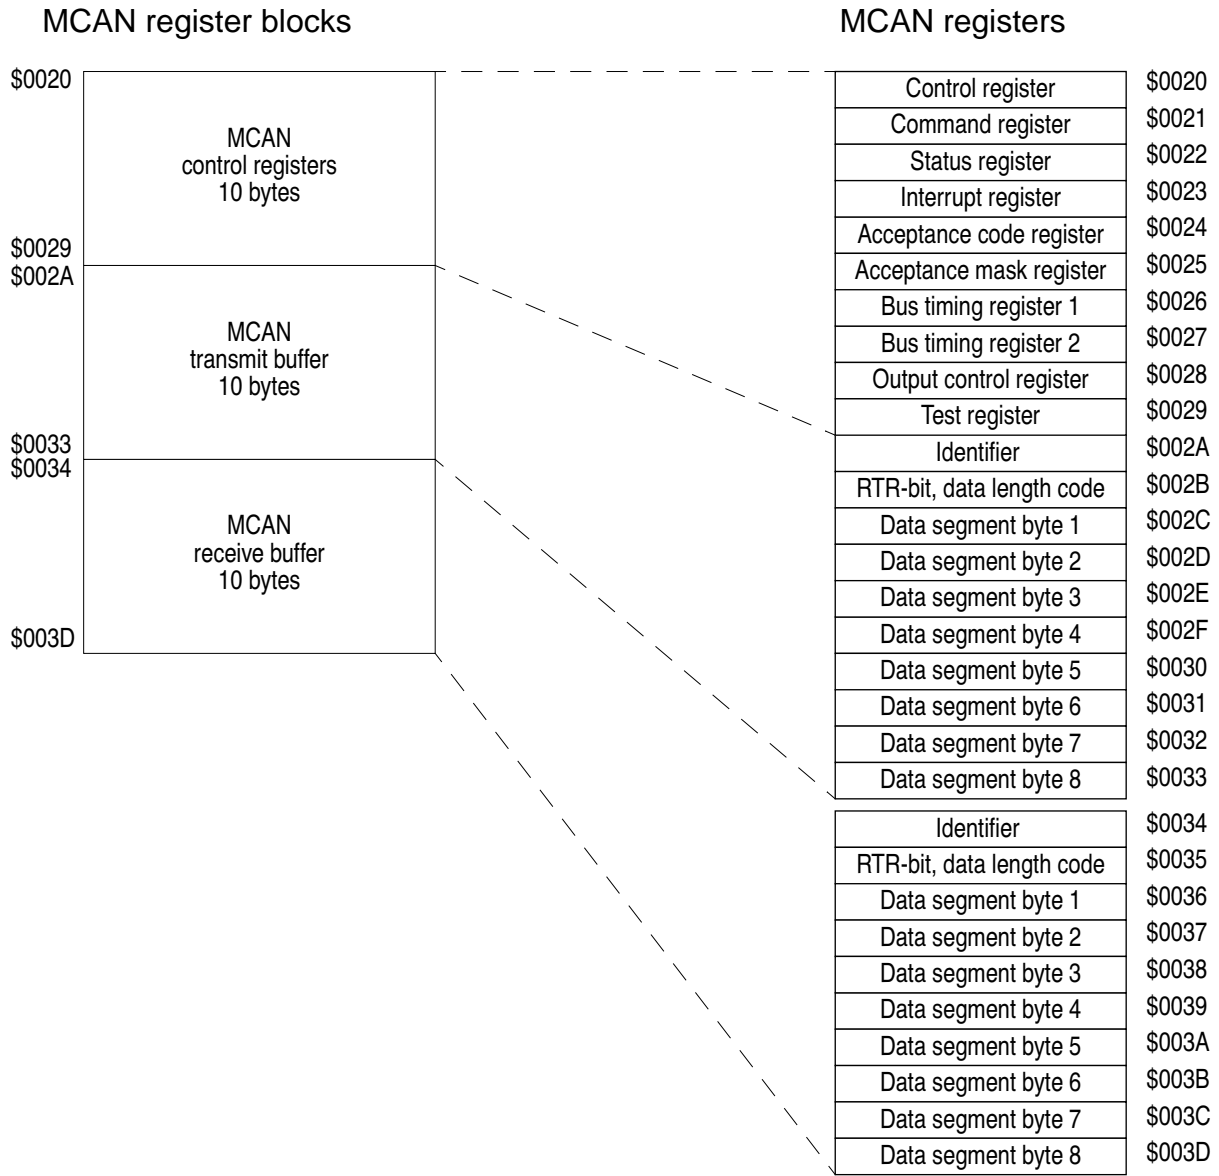 MCAN register blocks
MCAN registers
$0020
MCAN
control registers
10 bytes
$0029
$002A
MCAN
transmit buffer
10 bytes
$0033
$0034
MCAN
receive buffer
10 bytes
$003D
Control register $0020
Command register $0021
Status register $0022
Interrupt register $0023
Acceptance code register $0024
Acceptance mask register $0025
Bus timing register 1 $0026
Bus timing register 2 $0027
Output control register $0028
Test register $0029
Identifier $002A
RTR-bit, data length code $002B
Data segment byte 1 $002C
Data segment byte 2 $002D
Data segment byte 3 $002E
Data segment byte 4 $002F
Data segment byte 5 $0030
Data segment byte 6 $0031
Data segment byte 7 $0032
Data segment byte 8 $0033
Identifier $0034
RTR-bit, data length code $0035
Data segment byte 1 $0036
Data segment byte 2 $0037
Data segment byte 3 $0038
Data segment byte 4 $0039
Data segment byte 5 $003A
Data segment byte 6 $003B
Data segment byte 7 $003C
Data segment byte 8 $003D